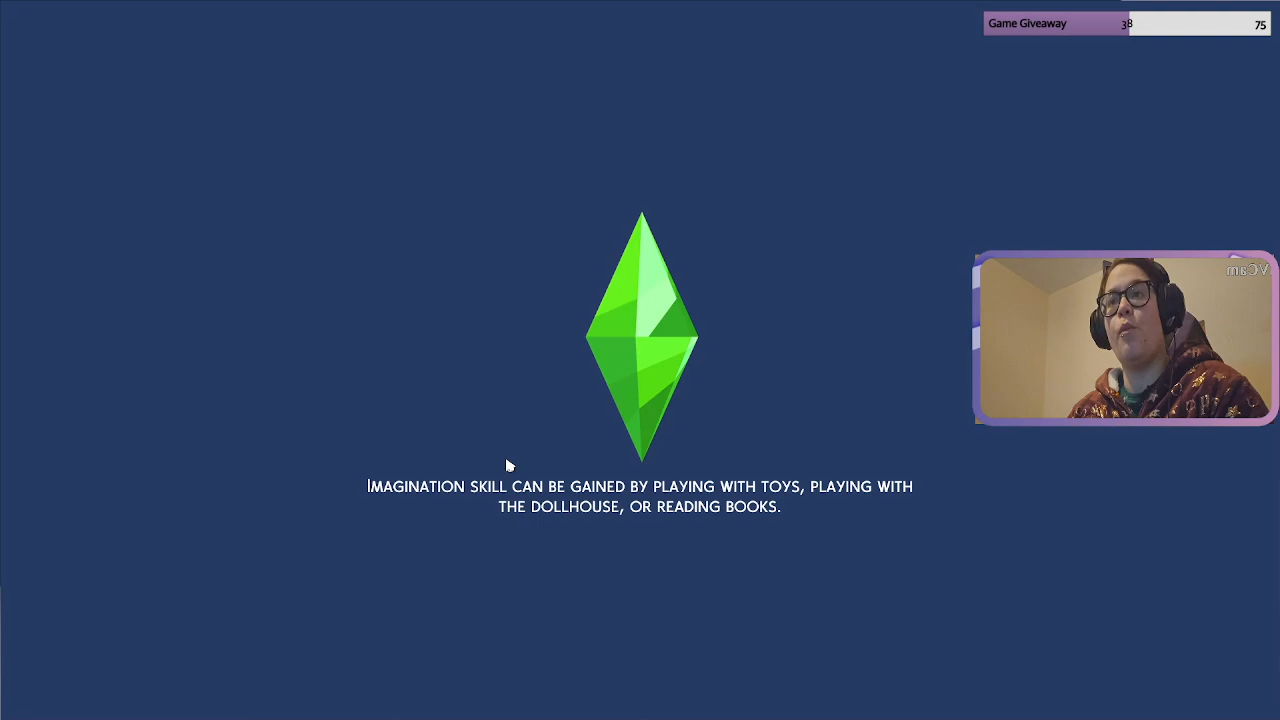 Game Giveaway 38 75
VCam
IMAGINATION SKILL CAN BE GAINED BY PLAYING WITH TOYS, PLAYING WITH
THE DOLLHOUSE, OR READING BOOKS.